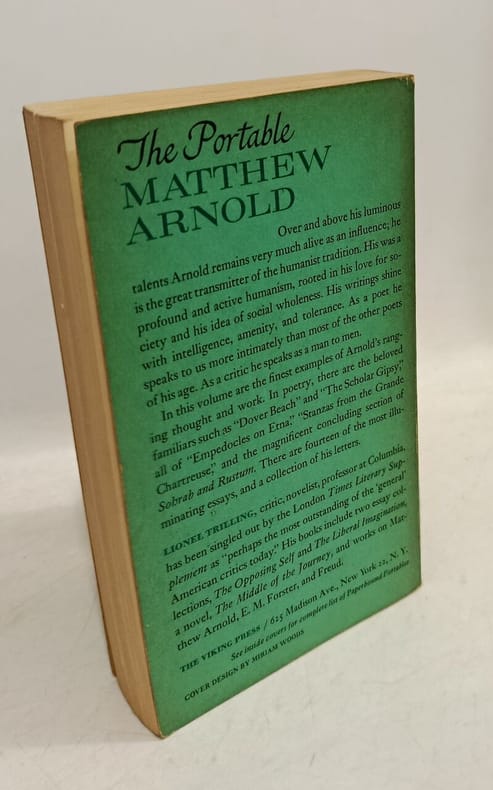 The Portable
MATTHEW
ARNOLD
Over and above his luminous
talents Arnold remains very much alive as an influence; he
is the great transmitter of the humanist tradition. His was a
profound and active humanism, rooted in his love for so-
ciety and his idea of social wholeness. His writings shine
with intelligence, amenity, and tolerance. As a poet he
speaks to us more intimately than most of the other poets
of his age. As a critic he speaks as a man to men.
In this volume are the finest examples of Arnold's rang-
ing thought and work. In poetry, there are the beloved
familiars such as "Dover Beach" and "The Scholar Gipsy,"
all of "Empedocles on Etna," "Stanzas from the Grande
Chartreuse," and the magnificent concluding section of
Sohrab and Rustum. There are fourteen of the most illu-
minating essays, and a collection of his letters.
LIONEL TRILLING, critic, novelist, professor at Columbia,
has been singled out by the London Times Literary Sup-
plement as "perhaps the most outstanding of the 'general'
American critics today." His books include two essay col-
lections, The Opposing Self and The Liberal Imagination,
a novel, The Middle of the Journey, and works on Mat-
thew Arnold, E. M. Forster, and Freud.
THE VIKING PRESS / 625 Madison Ave., New York 22, N. Y.
See inside covers for complete list of Paperbound Portables
COVER DESIGN BY MIRIAM WOODS